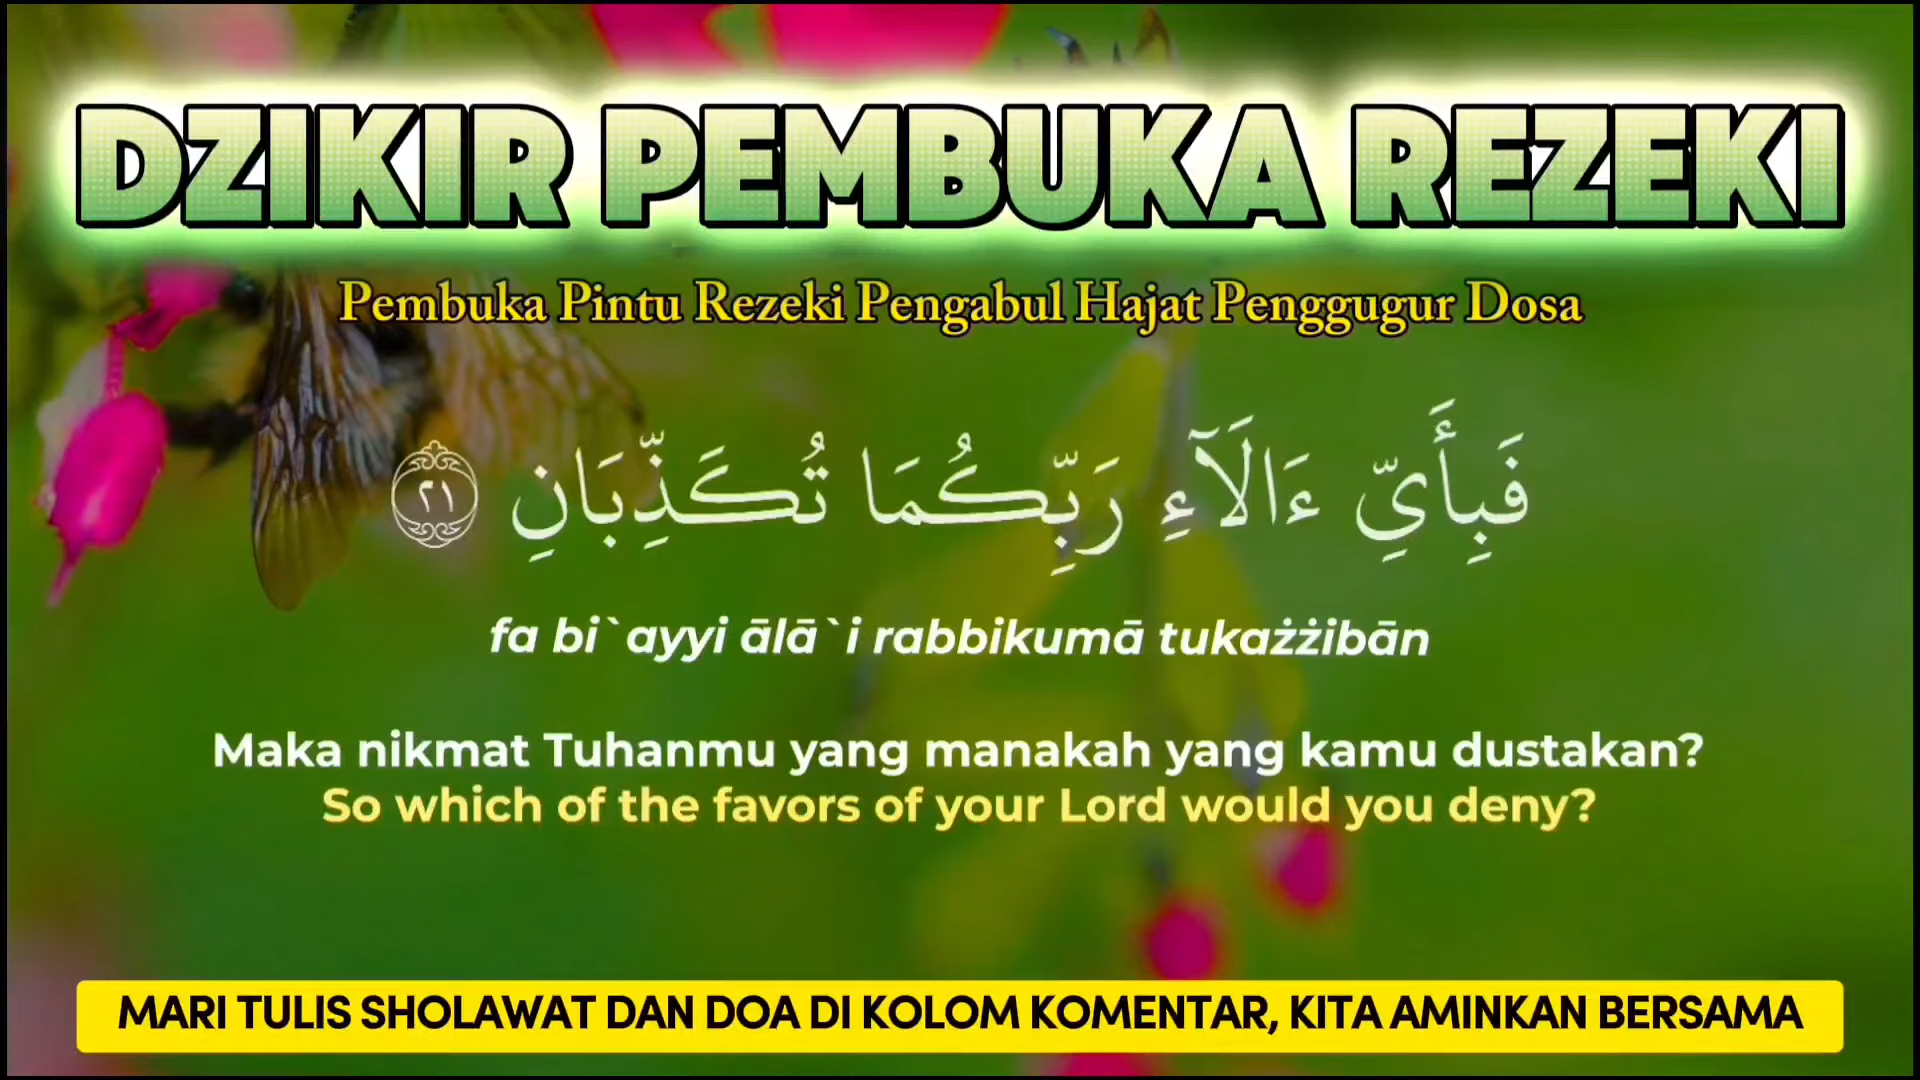 DZIKIR PEMBUKA REZEKI
Pembuka Pintu Rezeki Pengabul Hajat Penggugur Dosa
فَبِأَيِّ ءَالَآءِ رَبِّكُمَا تُكَذِّبَانِ ٢١
fa bi`ayyi ālā`i rabbikumā tukażżibān
Maka nikmat Tuhanmu yang manakah yang kamu dustakan?
So which of the favors of your Lord would you deny?
MARI TULIS SHOLAWAT DAN DOA DI KOLOM KOMENTAR, KITA AMINKAN BERSAMA